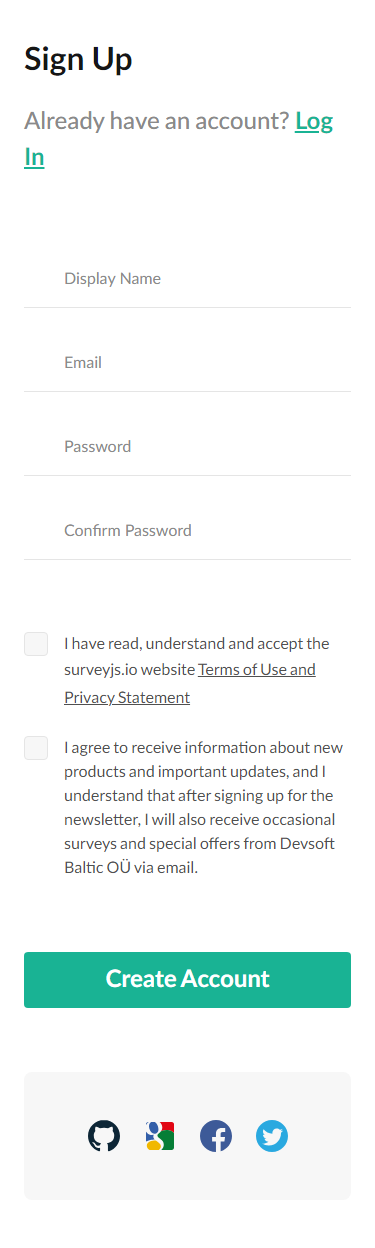 Sign Up
Already have an account? Log
In
Display Name
Email
Password
Confirm Password
I have read, understand and accept the
surveyjs.io website Terms of Use and
Privacy Statement
I agree to receive information about new
products and important updates, and I
understand that after signing up for the
newsletter, I will also receive occasional
surveys and special offers from Devsoft
Baltic OÜ via email.
Create Account